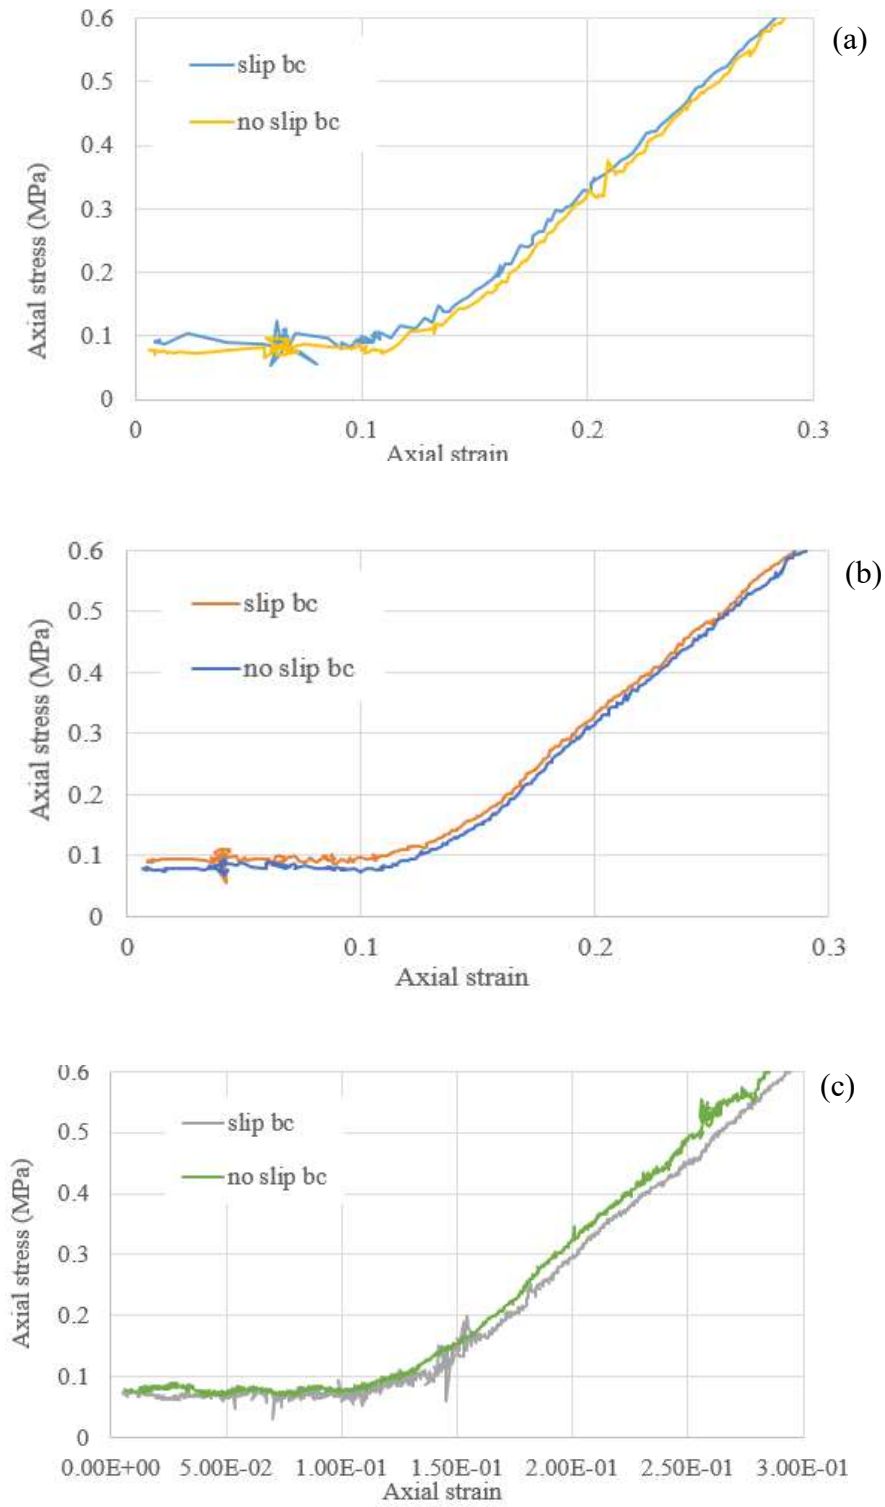 0.6
(a)
slip bc
0.5
no slip bc
0.4
0.3
0.2
0.1
0
Axial stress (MPa)
0 0.1 0.2 0.3
Axial strain
0.6
(b)
slip bc
0.5
no slip bc
0.4
0.3
0.2
0.1
0
Axial stress (MPa)
0 0.1 0.2 0.3
Axial strain
0.6
(c)
slip bc
0.5
no slip bc
0.4
0.3
0.2
0.1
0
Axial stress (MPa)
0.00E+00 5.00E-02 1.00E-01 1.50E-01 2.00E-01 2.50E-01 3.00E-01
Axial strain